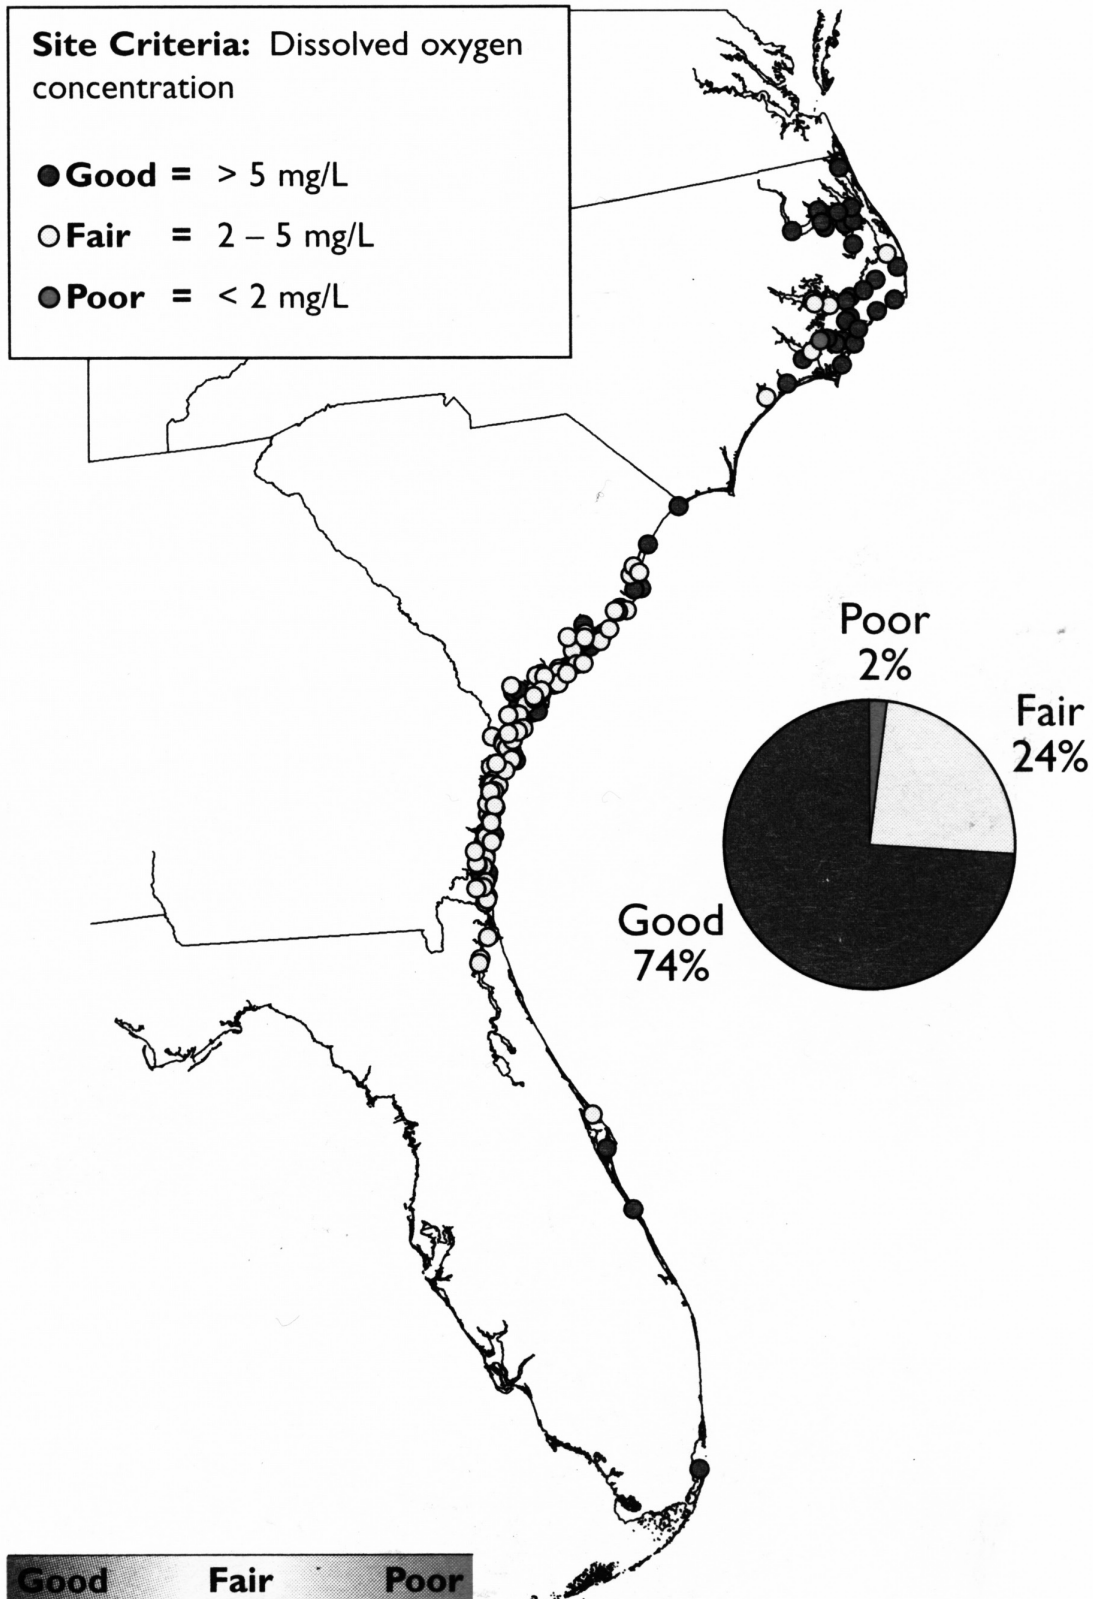 Site Criteria: Dissolved oxygen
concentration
Good = > 5 mg/L
Fair = 2 – 5 mg/L
Poor = < 2 mg/L
Poor
2%
Fair
24%
Good
74%
Good Fair Poor